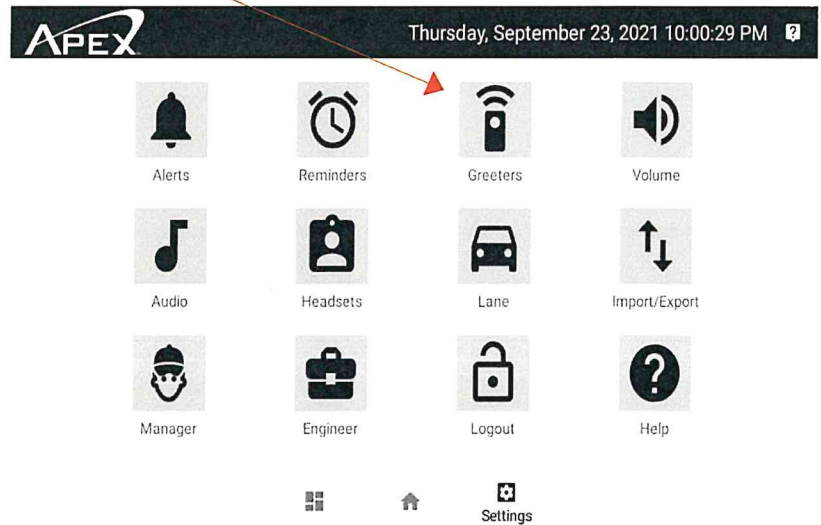 APEX
Thursday, September 23, 2021 10:00:29 PM
Alerts Reminders Greeters Volume
Audio Headsets Lane Import/Export
Manager Engineer Logout Help
Settings